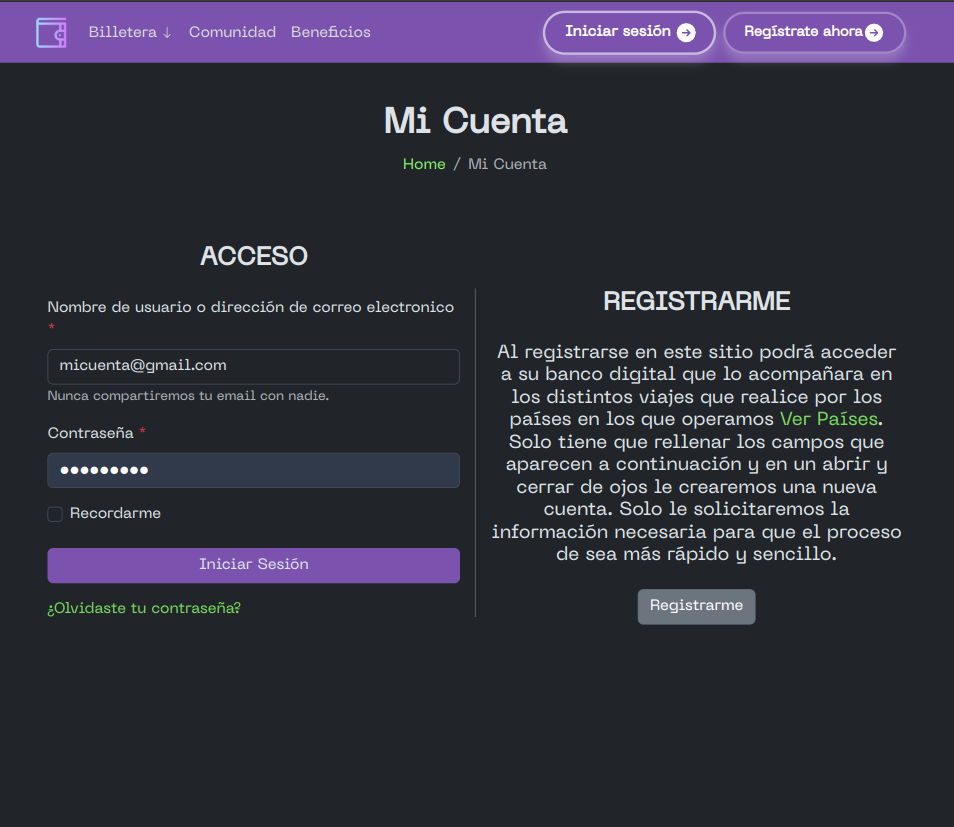 Billetera ↓ Comunidad Beneficios Iniciar sesión Regístrate ahora
Mi Cuenta
Home / Mi Cuenta
ACCESO
Nombre de usuario o dirección de correo electronico
*
micuenta@gmail.com
Nunca compartiremos tu email con nadie.
Contraseña *
●●●●●●●●●
Recordarme
Iniciar Sesión
¿Olvidaste tu contraseña?
REGISTRARME
Al registrarse en este sitio podrá acceder
a su banco digital que lo acompañara en
los distintos viajes que realice por los
países en los que operamos Ver Países.
Solo tiene que rellenar los campos que
aparecen a continuación y en un abrir y
cerrar de ojos le crearemos una nueva
cuenta. Solo le solicitaremos la
información necesaria para que el proceso
de sea más rápido y sencillo.
Registrarme